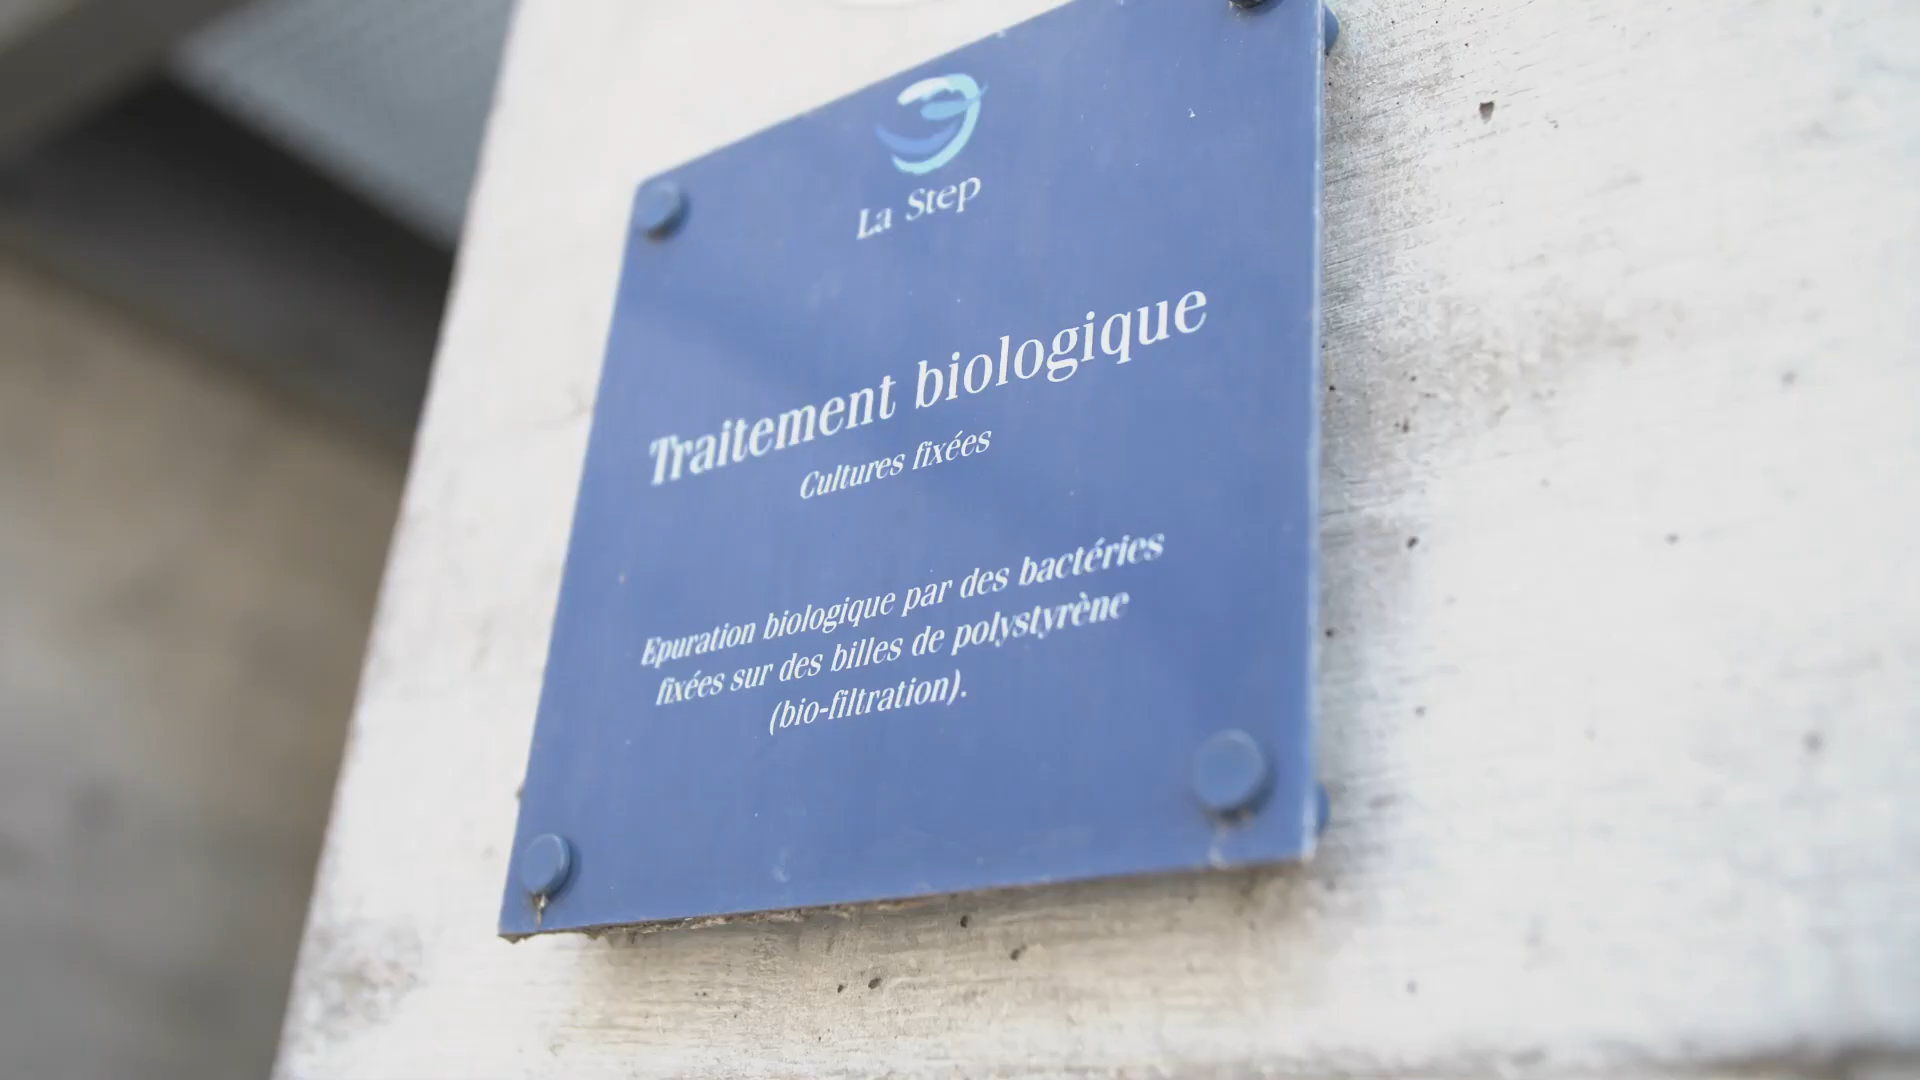 La Step
Traitement biologique
Cultures fixées
Epuration biologique par des bactéries
fixées sur des billes de polystyrène
(bio-filtration).